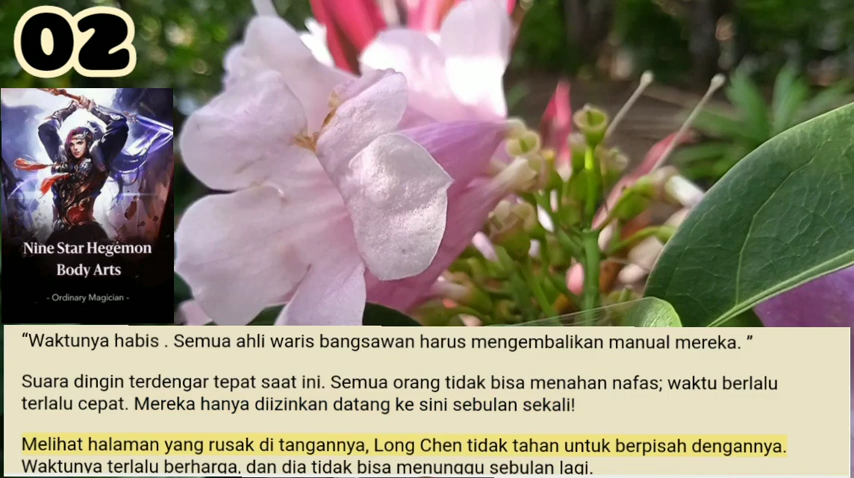 02
Nine Star Hegemon
Body Arts
- Ordinary Magician -
“Waktunya habis . Semua ahli waris bangsawan harus mengembalikan manual mereka. ”
Suara dingin terdengar tepat saat ini. Semua orang tidak bisa menahan nafas; waktu berlalu
terlalu cepat. Mereka hanya diizinkan datang ke sini sebulan sekali!
Melihat halaman yang rusak di tangannya, Long Chen tidak tahan untuk berpisah dengannya.
Waktunya terlalu berharga, dan dia tidak bisa menunggu sebulan lagi.